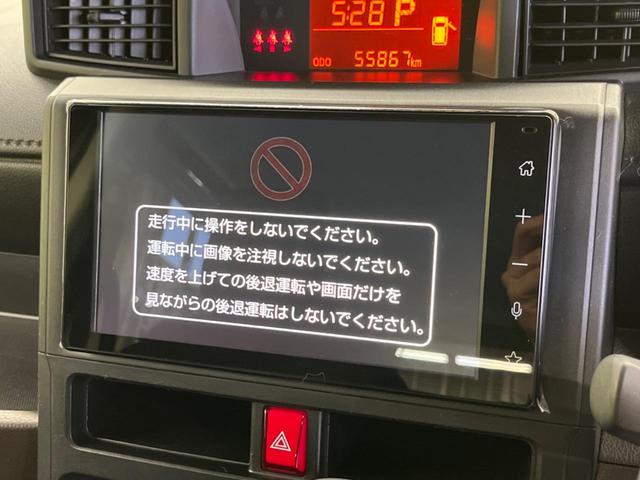 5:28 P
ODO 55867km
走行中に操作をしないでください。
運転中に画像を注視しないでください。
速度を上げての後退運転や画面だけを
見ながらの後退運転はしないでください。